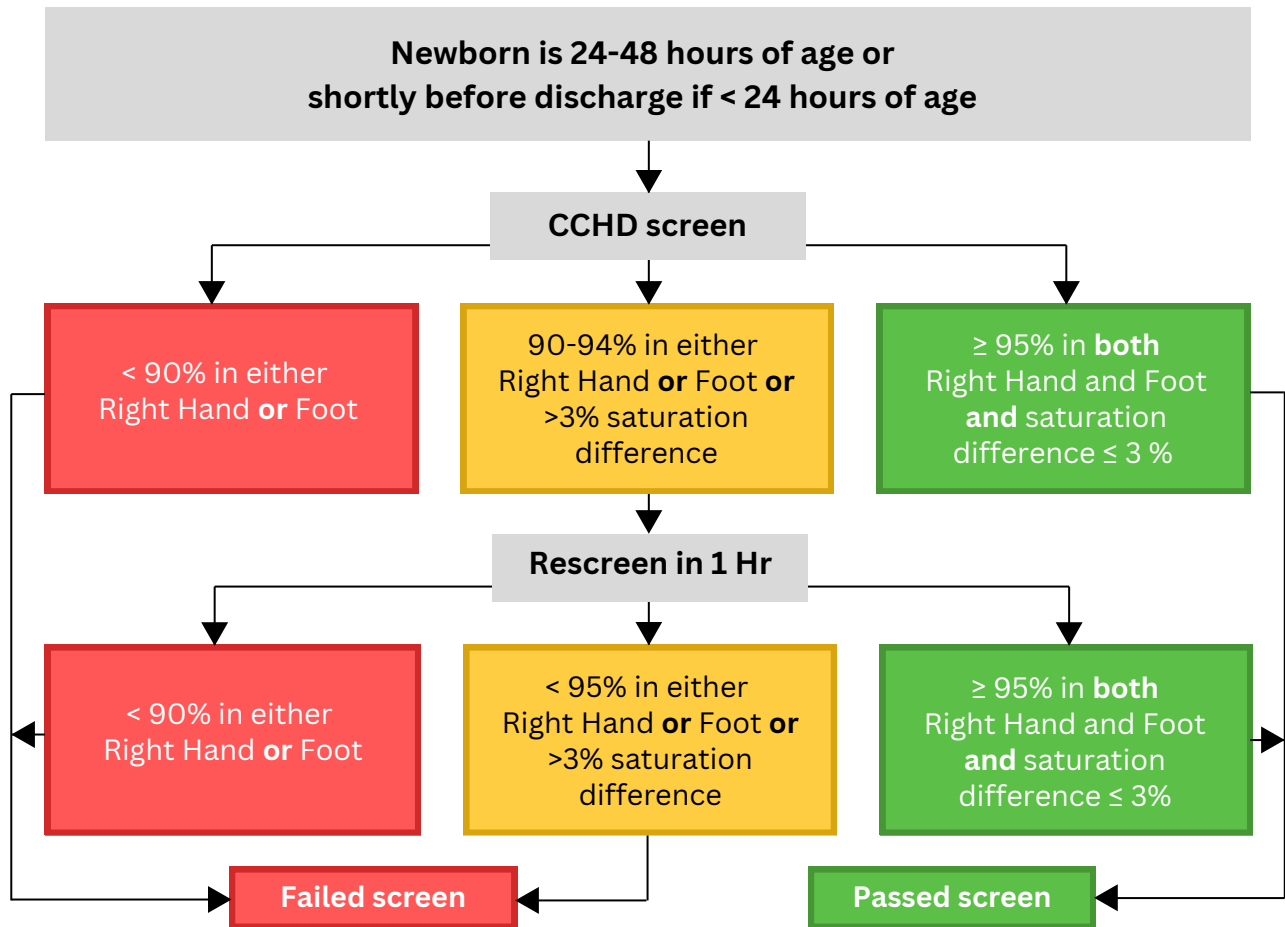 Newborn is 24-48 hours of age or
shortly before discharge if < 24 hours of age
CCHD screen
< 90% in either
Right Hand or Foot
90-94% in either
Right Hand or Foot or
>3% saturation
difference
≥ 95% in both
Right Hand and Foot
and saturation
difference ≤ 3 %
Rescreen in 1 Hr
< 90% in either
Right Hand or Foot
< 95% in either
Right Hand or Foot or
>3% saturation
difference
≥ 95% in both
Right Hand and Foot
and saturation
difference ≤ 3%
Failed screen
Passed screen